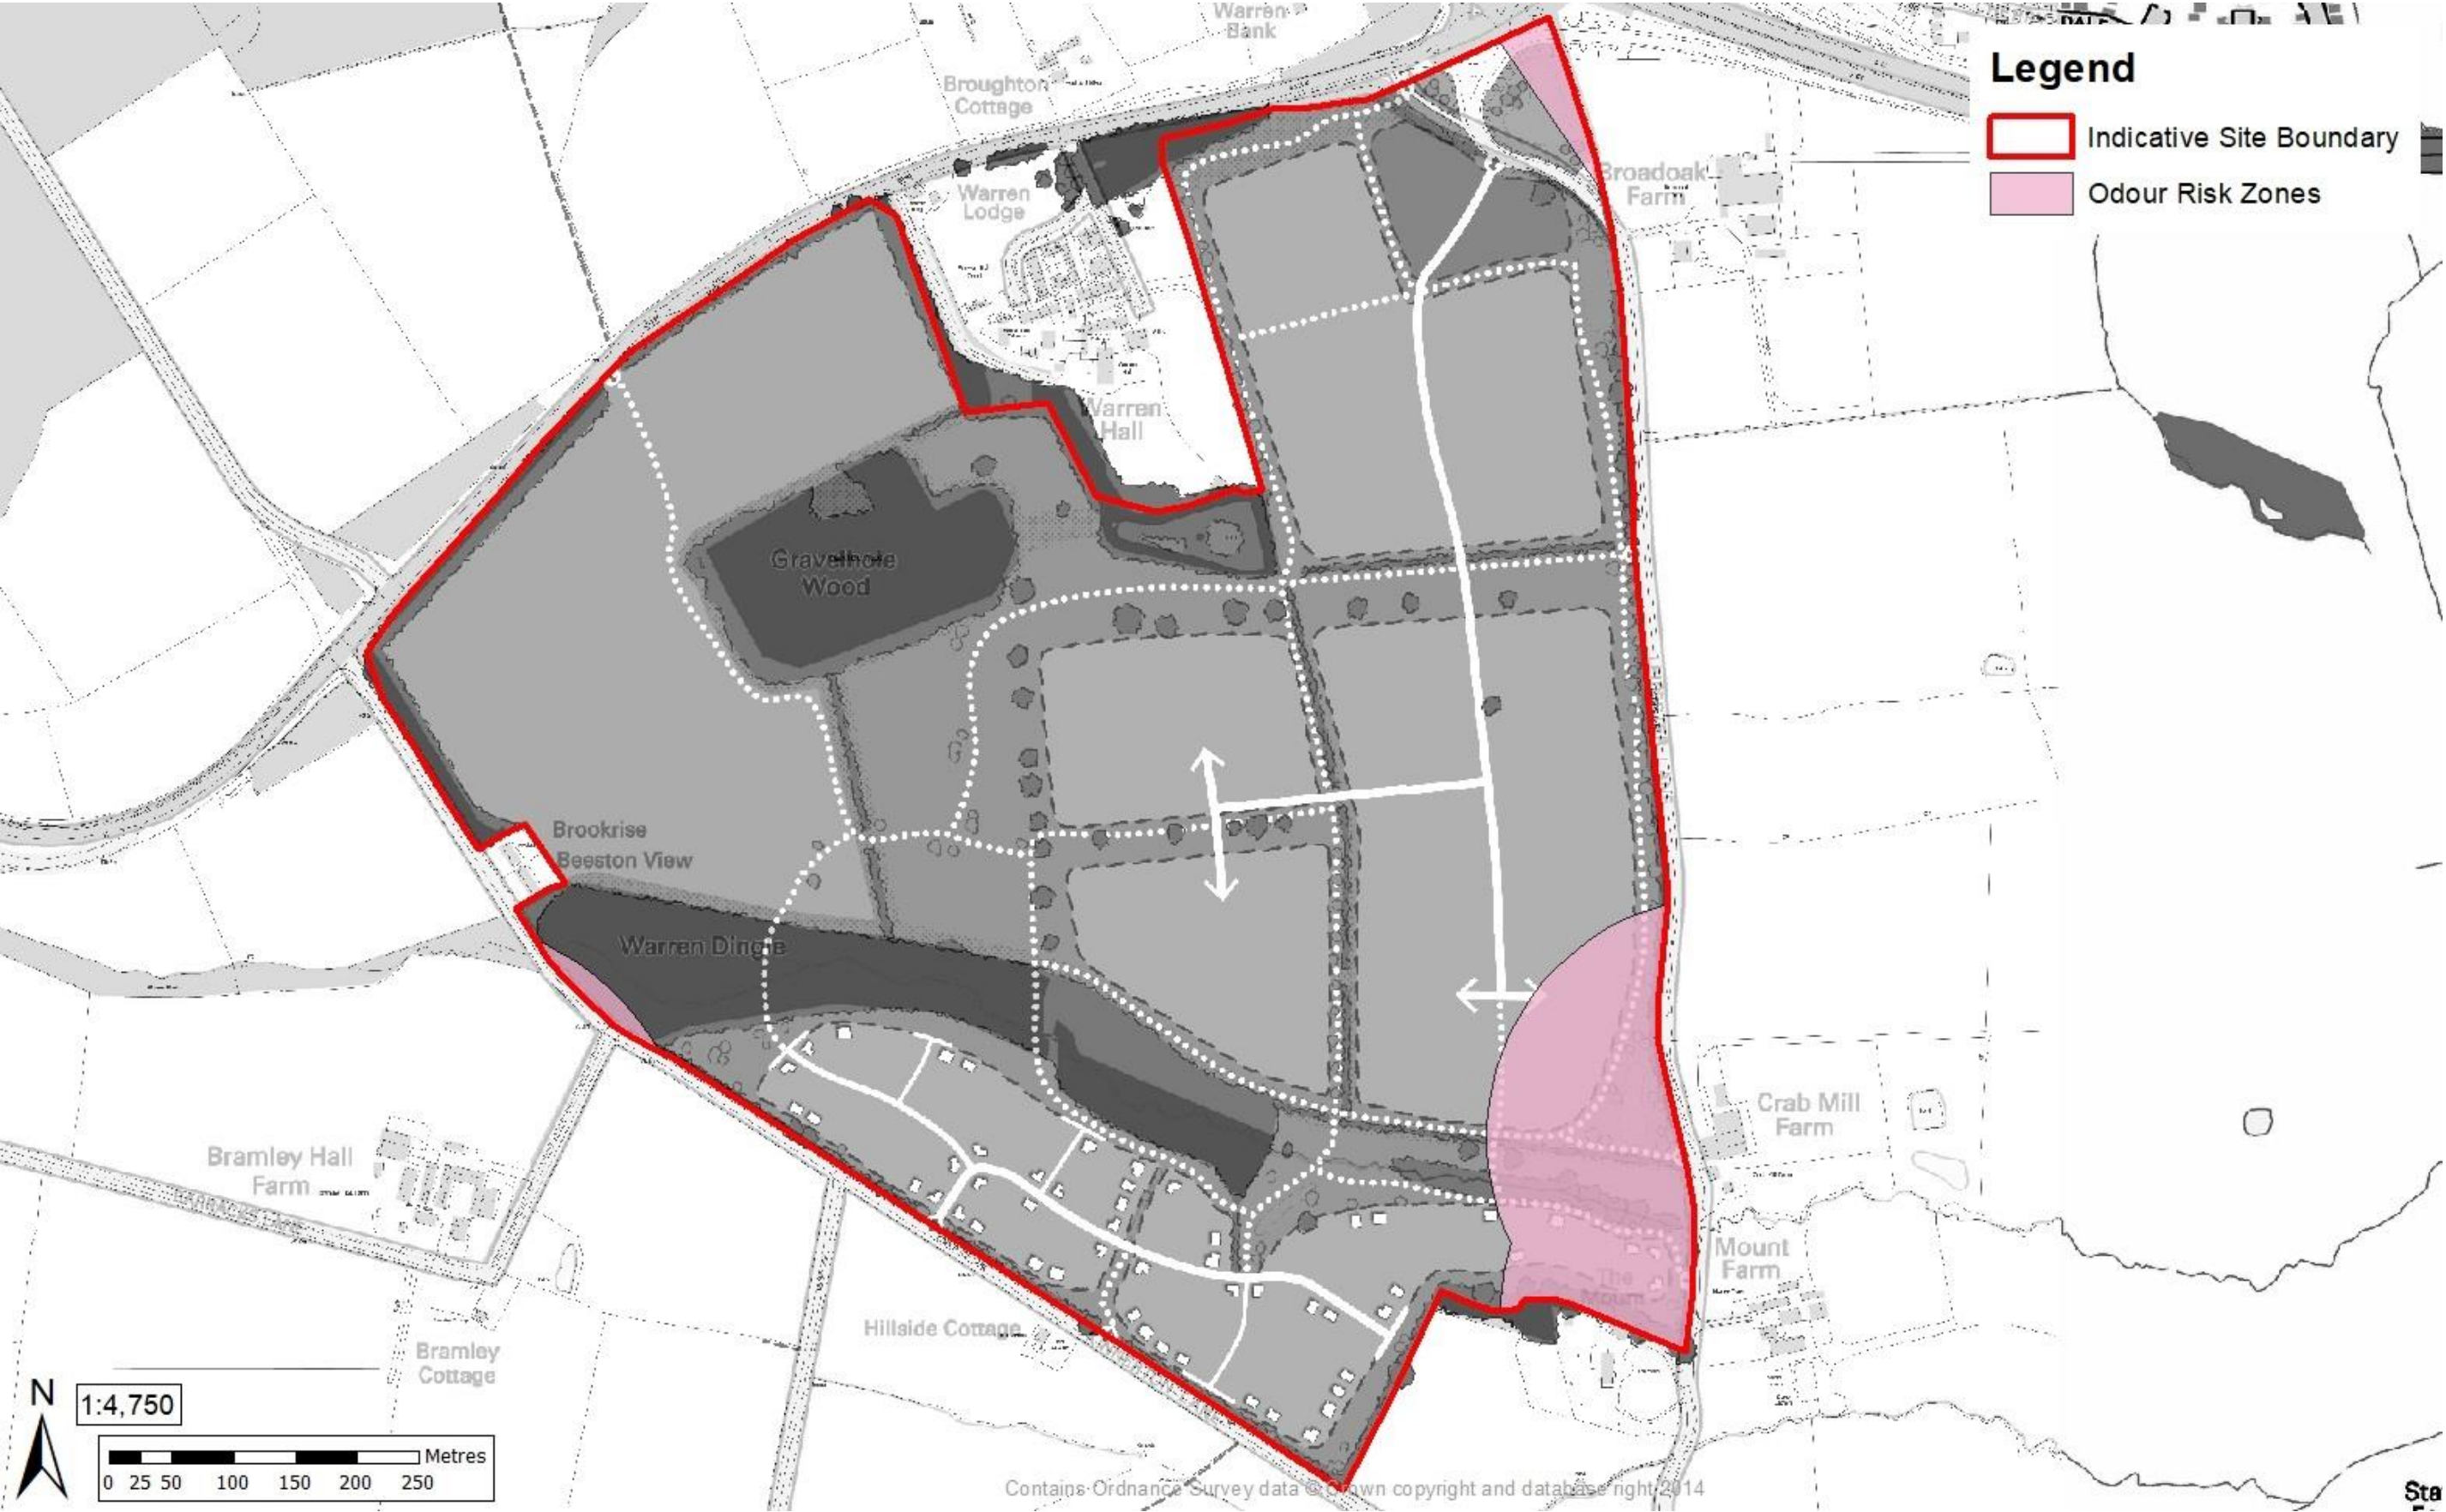 Warren
Bank
DALE
Legend
Indicative Site Boundary
Odour Risk Zones
Broughton
Cottage
Warren
Lodge
Broadoak
Farm
Warren
Hall
Gravelhole
Wood
Brookrise
Beeston View
Warren Dingle
Bramley Hall
Farm
Crab Mill
Farm
Mount
Farm
The
Mount
Hillside Cottage
Bramley
Cottage
N
1:4,750
Metres
0 25 50 100 150 200 250
Contains Ordnance Survey data © Crown copyright and database right 2014